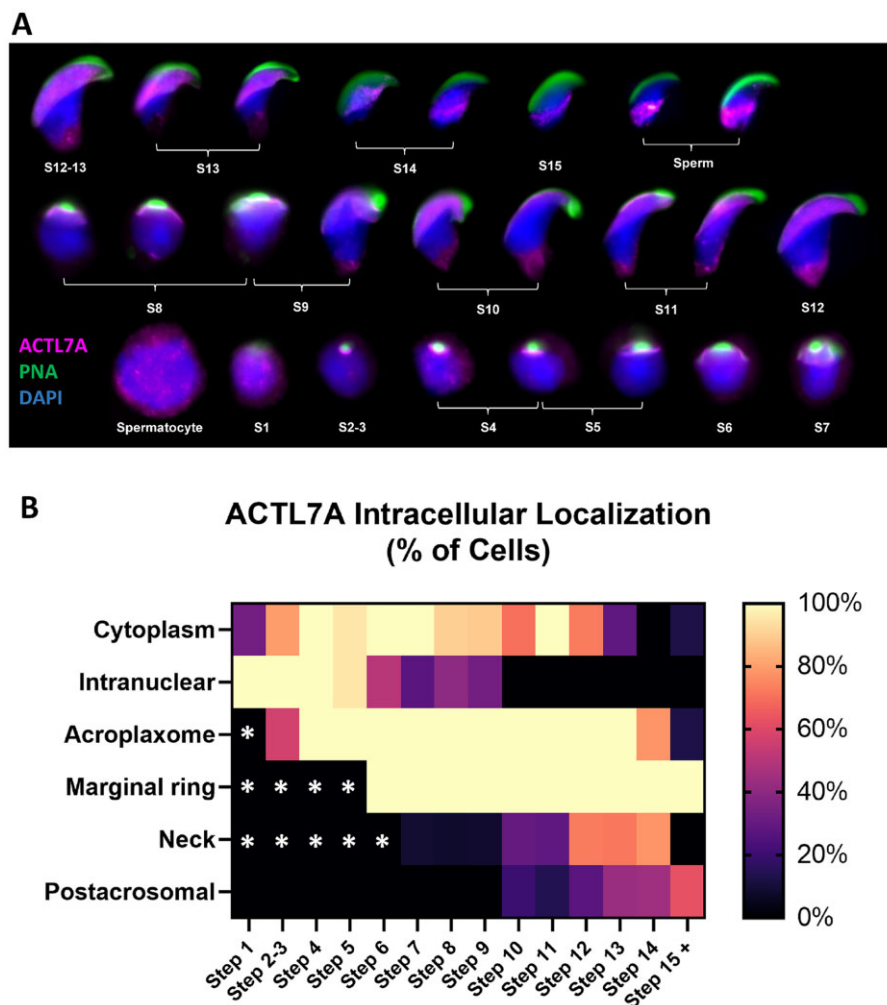 A
S12-13
S13
S14
S15
Sperm
S8
S9
S10
S11
S12
ACTL7A
PNA
DAPI
Spermatocyte
S1
S2-3
S4
S5
S6
S7
B
ACTL7A Intracellular Localization
(% of Cells)
Cytoplasm
Intranuclear
Acroplaxome
*
Marginal ring
* * * *
Neck
* * * * *
Postacrosomal
100%
80%
60%
40%
20%
0%
Step 1
Step 2-3
Step 4
Step 5
Step 6
Step 7
Step 8
Step 9
Step 10
Step 11
Step 12
Step 13
Step 14
Step 15 +